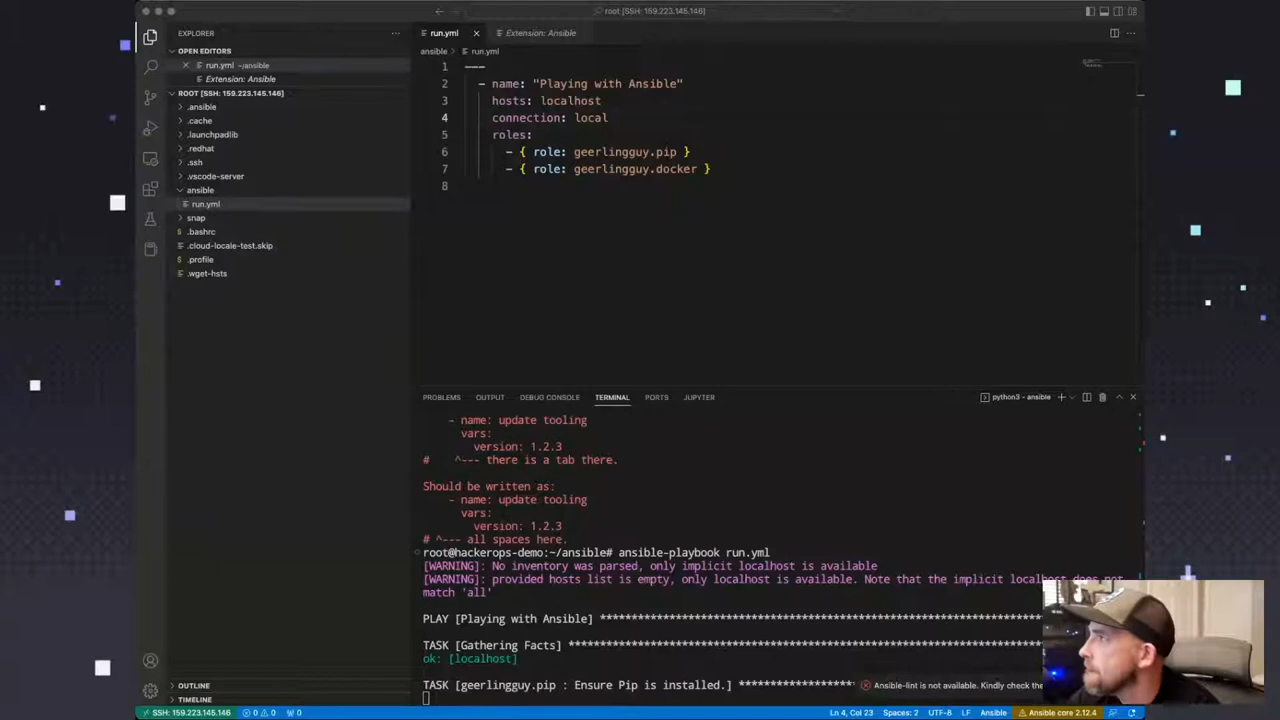 root [SSH: 159.223.145.146]
EXPLORER
OPEN EDITORS
run.yml ~/ansible
Extension: Ansible
ROOT [SSH: 159.223.145.146]
.ansible
.cache
.launchpadlib
.redhat
.ssh
.vscode-server
ansible
run.yml
snap
.bashrc
.cloud-locale-test.skip
.profile
.wget-hsts
OUTLINE
TIMELINE
run.yml
Extension: Ansible
ansible > run.yml
1 ---
2 - name: "Playing with Ansible"
3 hosts: localhost
4 connection: local
5 roles:
6 - { role: geerlingguy.pip }
7 - { role: geerlingguy.docker }
8
PROBLEMS OUTPUT DEBUG CONSOLE TERMINAL PORTS JUPYTER python3 - ansible
- name: update tooling
vars:
version: 1.2.3
# ^--- there is a tab there.
Should be written as:
- name: update tooling
vars:
version: 1.2.3
# ^--- all spaces here.
root@hackerops-demo:~/ansible# ansible-playbook run.yml
[WARNING]: No inventory was parsed, only implicit localhost is available
[WARNING]: provided hosts list is empty, only localhost is available. Note that the implicit localhost does not
match 'all'
PLAY [Playing with Ansible] ****************************************************************
TASK [Gathering Facts] *********************************************************************
ok: [localhost]
TASK [geerlingguy.pip : Ensure Pip is installed.] *****************
Ansible-lint is not available. Kindly check the
SSH: 159.223.145.146 0 0 0 Ln 4, Col 23 Spaces: 2 UTF-8 LF Ansible Ansible core 2.12.4